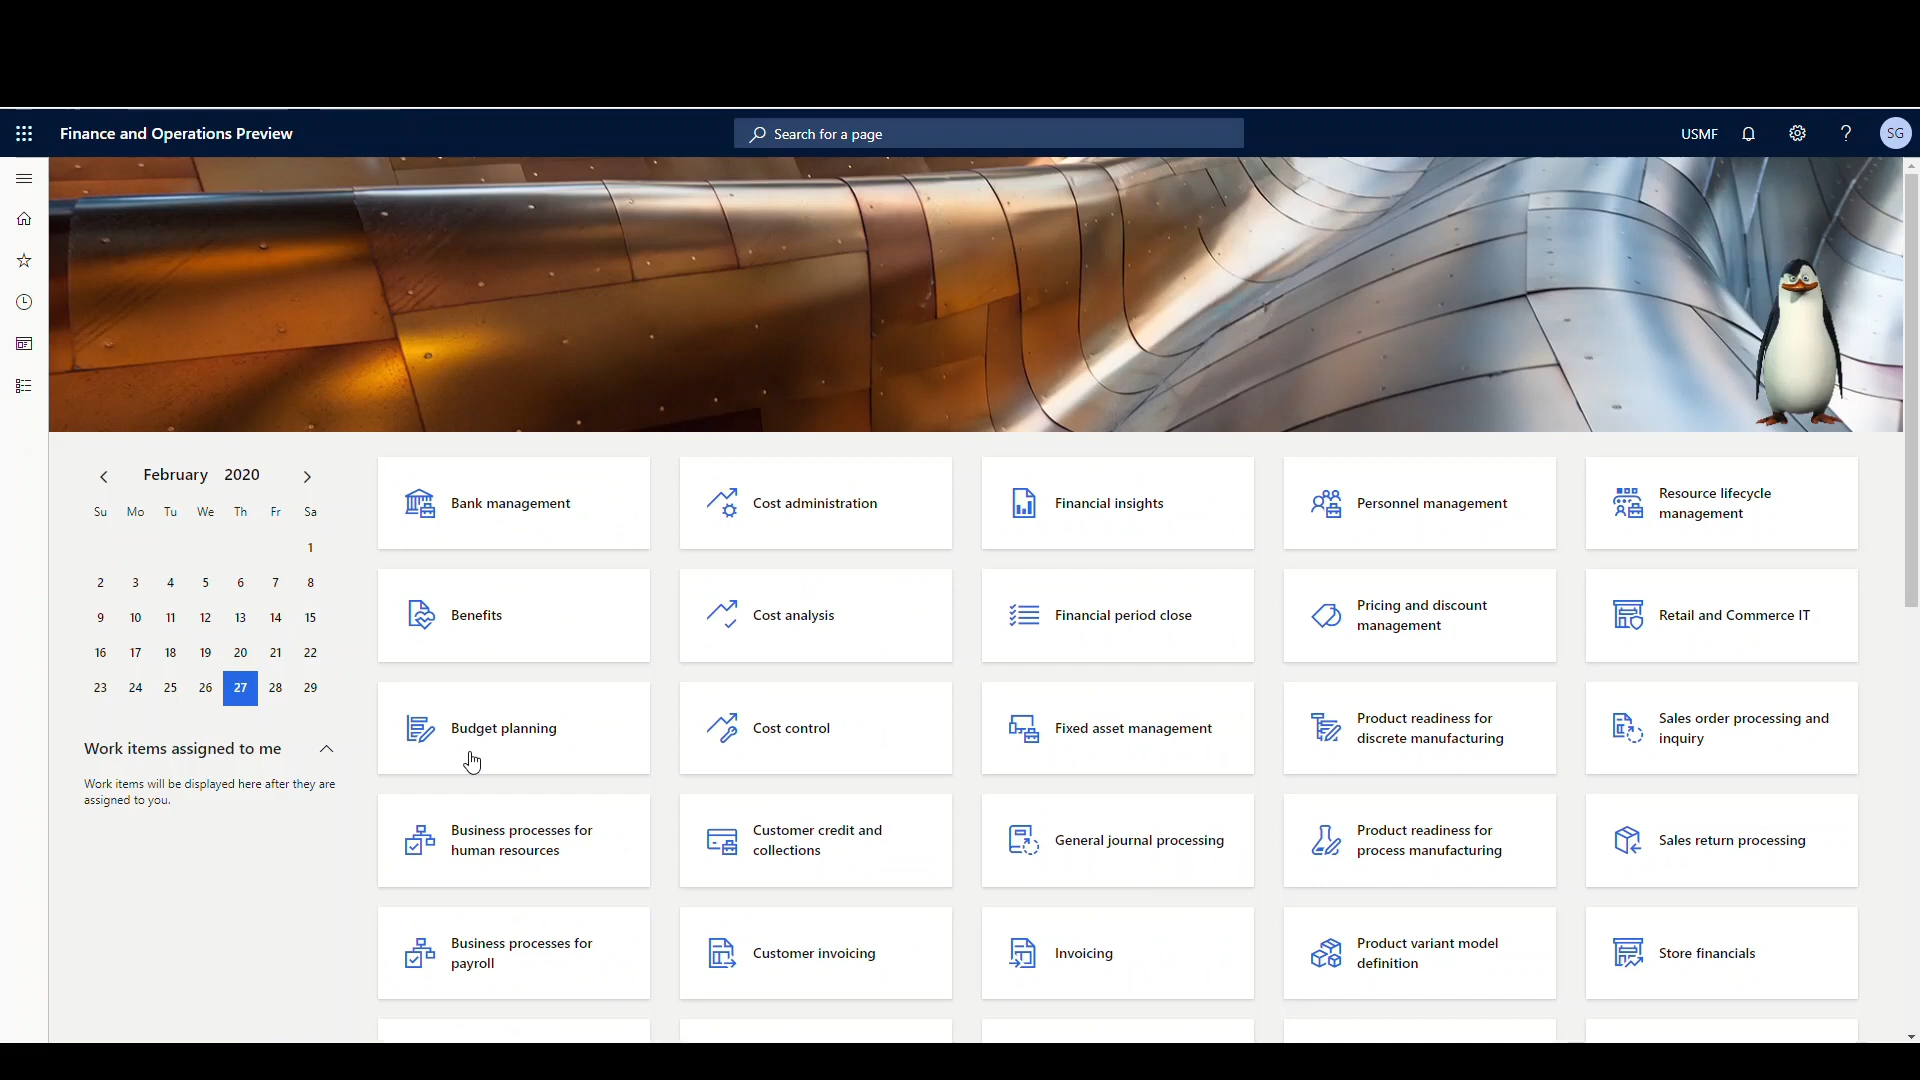 Finance and Operations Preview
Search for a page
USMF
?
SG
February 2020
Su Mo Tu We Th Fr Sa
1
2 3 4 5 6 7 8
9 10 11 12 13 14 15
16 17 18 19 20 21 22
23 24 25 26 27 28 29
Work items assigned to me
Work items will be displayed here after they are
assigned to you.
Bank management
Cost administration
Financial insights
Personnel management
Resource lifecycle
management
Benefits
Cost analysis
Financial period close
Pricing and discount
management
Retail and Commerce IT
Budget planning
Cost control
Fixed asset management
Product readiness for
discrete manufacturing
Sales order processing and
inquiry
Business processes for
human resources
Customer credit and
collections
General journal processing
Product readiness for
process manufacturing
Sales return processing
Business processes for
payroll
Customer invoicing
Invoicing
Product variant model
definition
Store financials